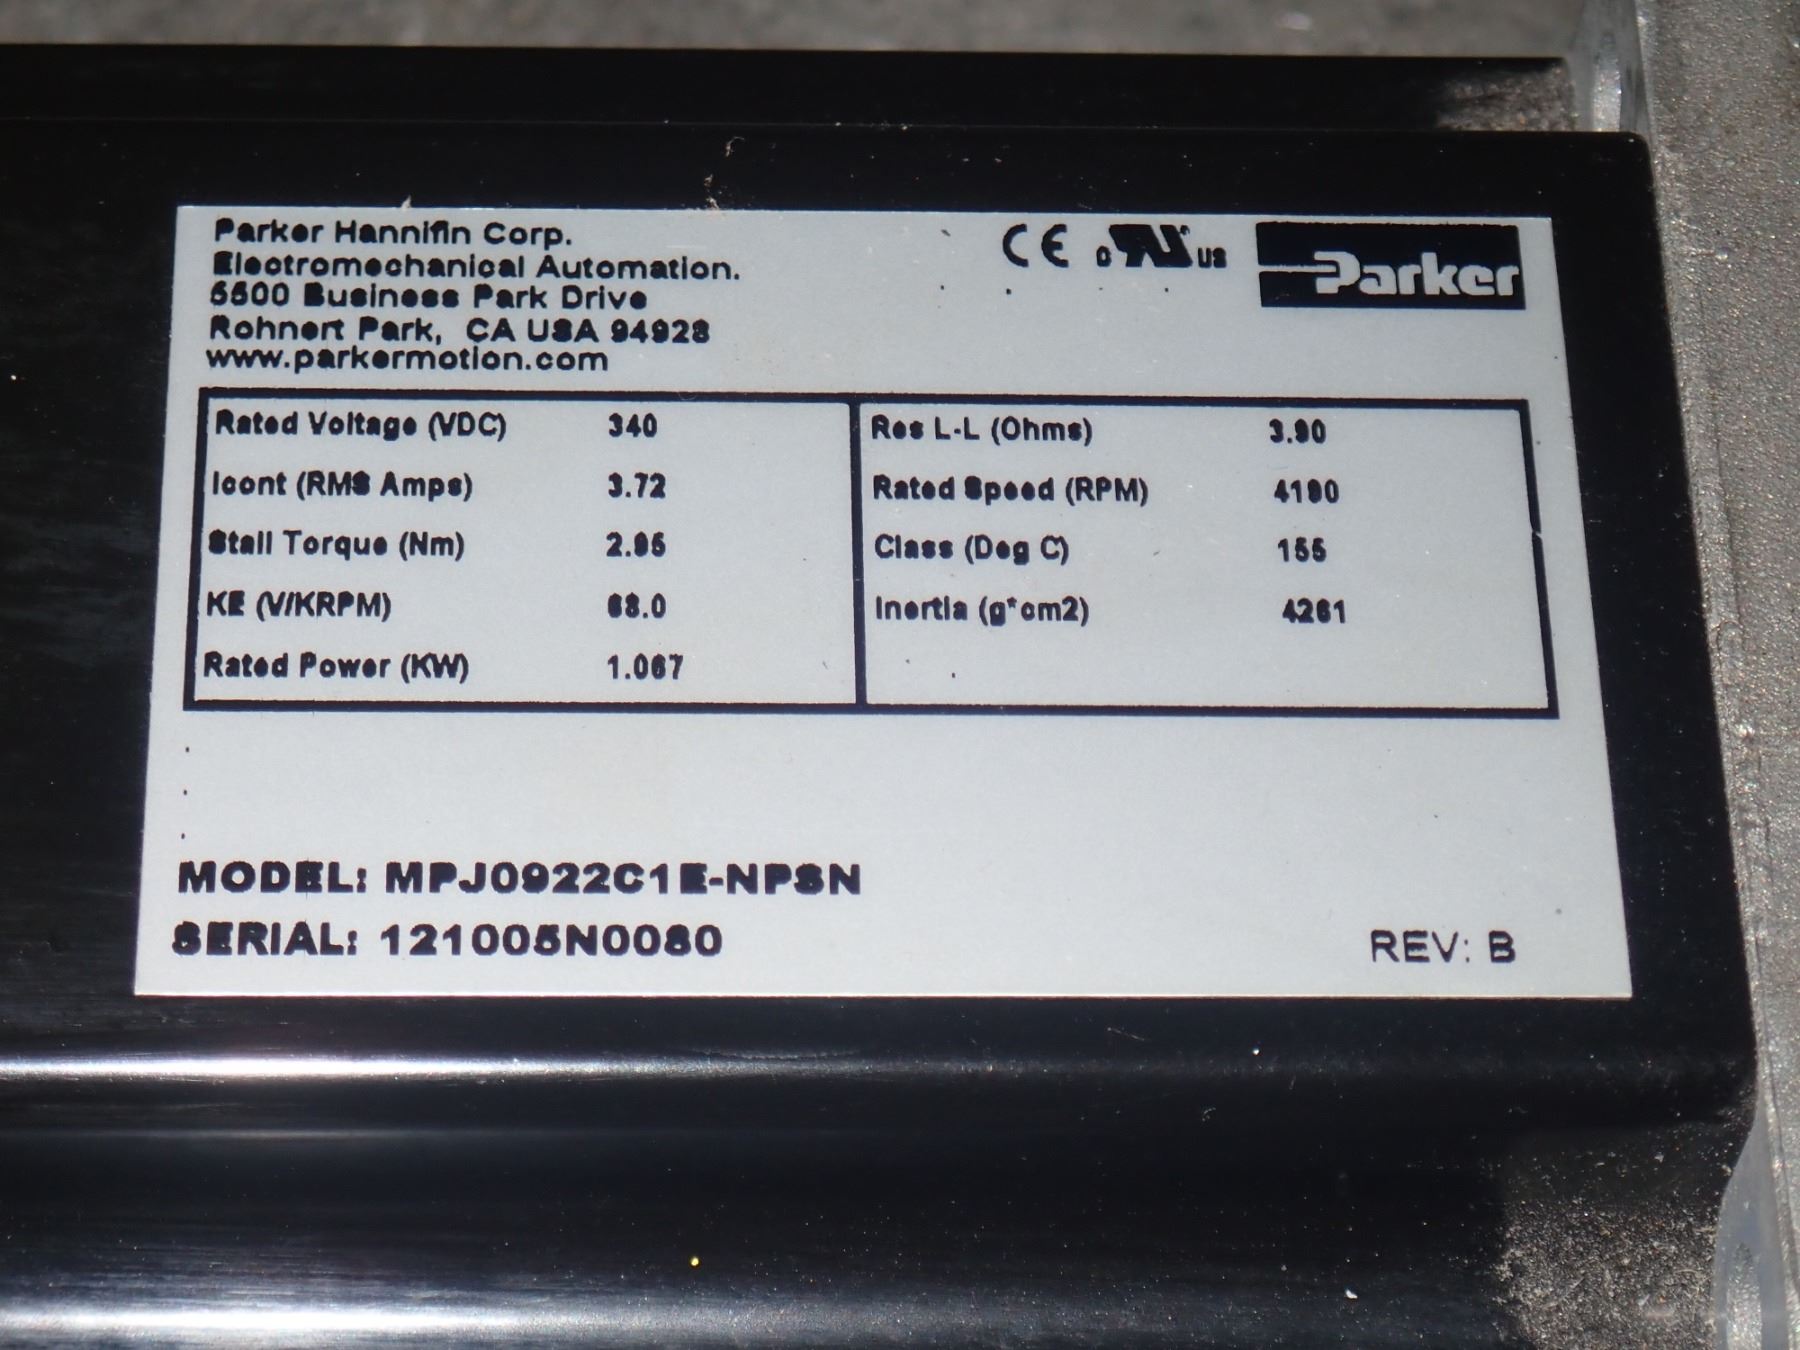 Parker Hannifin Corp.
Electromechanical Automation.
5500 Business Park Drive
Rohnert Park, CA USA 94928
www.parkermotion.com
CE c RU US Parker
Rated Voltage (VDC) 340
Icont (RMS Amps) 3.72
Stall Torque (Nm) 2.95
KE (V/KRPM) 68.0
Rated Power (KW) 1.067
Res L-L (Ohms) 3.90
Rated Speed (RPM) 4190
Class (Deg C) 155
Inertia (g*cm2) 4261
MODEL: MPJ0922C1E-NPSN
SERIAL: 121005N0080
REV: B